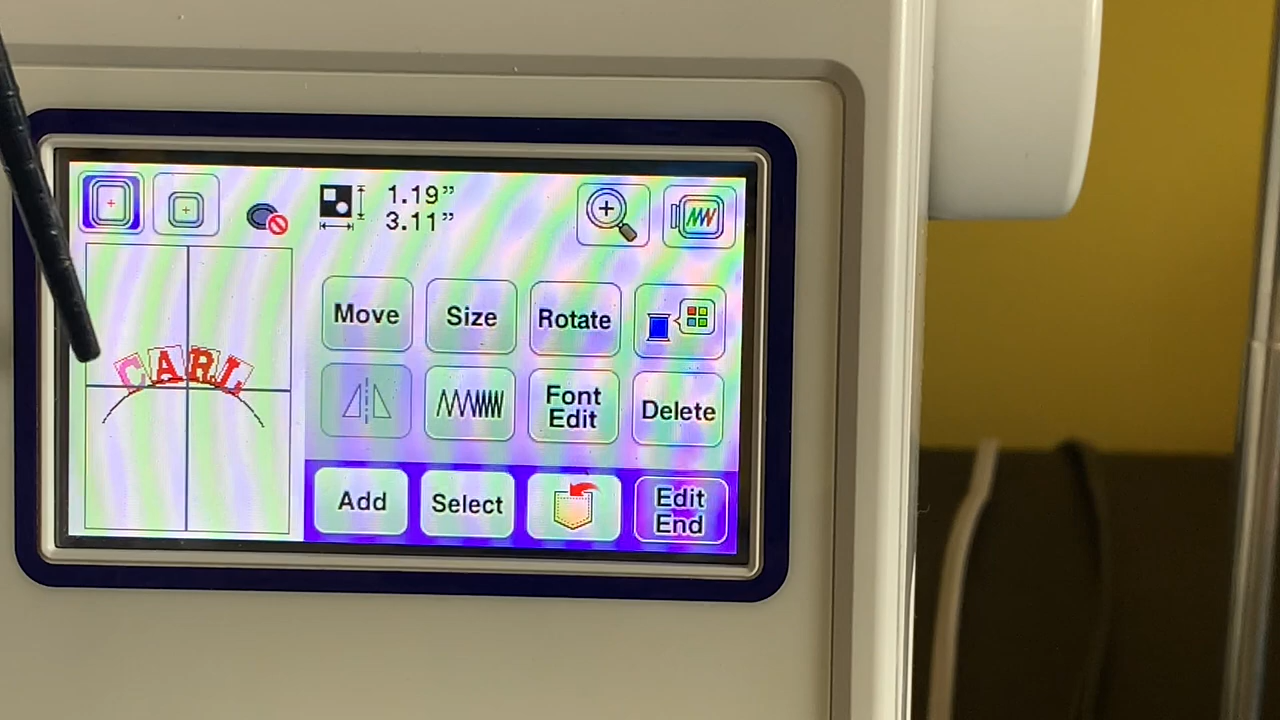 1.19"
3.11"
CARL
Move Size Rotate
Font Edit Delete
Add Select Edit End